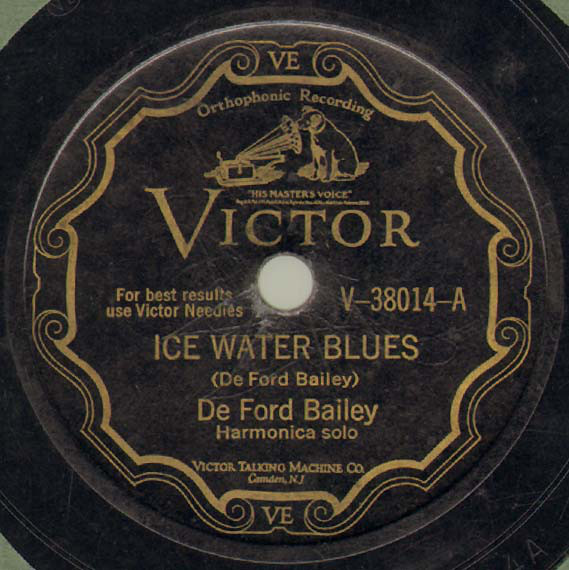 VE
Orthophonic Recording
"HIS MASTER'S VOICE"
VICTOR
For best results
use Victor Needles
V-38014-A
ICE WATER BLUES
(De Ford Bailey)
De Ford Bailey
Harmonica solo
VICTOR TALKING MACHINE CO.
Camden, N.J.
VE